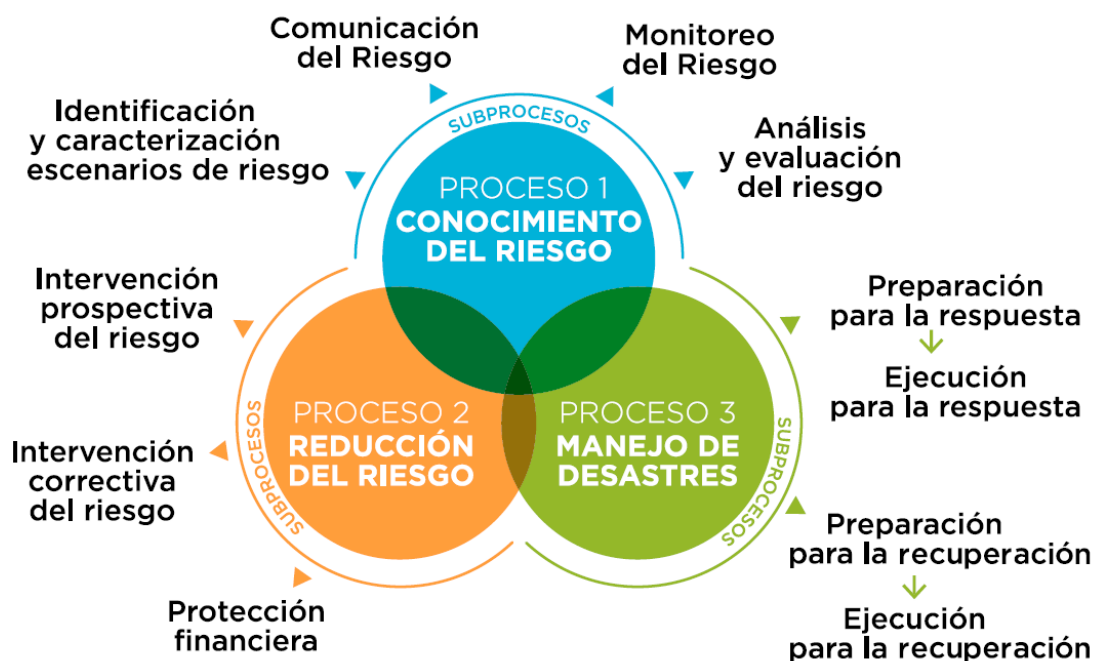 Comunicación
del Riesgo
Monitoreo
del Riesgo
Identificación
y caracterización
escenarios de riesgo
Análisis
y evaluación
del riesgo
SUBPROCESOS
PROCESO 1
CONOCIMIENTO
DEL RIESGO
Intervención
prospectiva
del riesgo
Intervención
correctiva
del riesgo
Protección
financiera
SUBPROCESOS
PROCESO 2
REDUCCIÓN
DEL RIESGO
PROCESO 3
MANEJO DE
DESASTRES
SUBPROCESOS
Preparación
para la respuesta
Ejecución
para la respuesta
Preparación
para la recuperación
Ejecución
para la recuperación